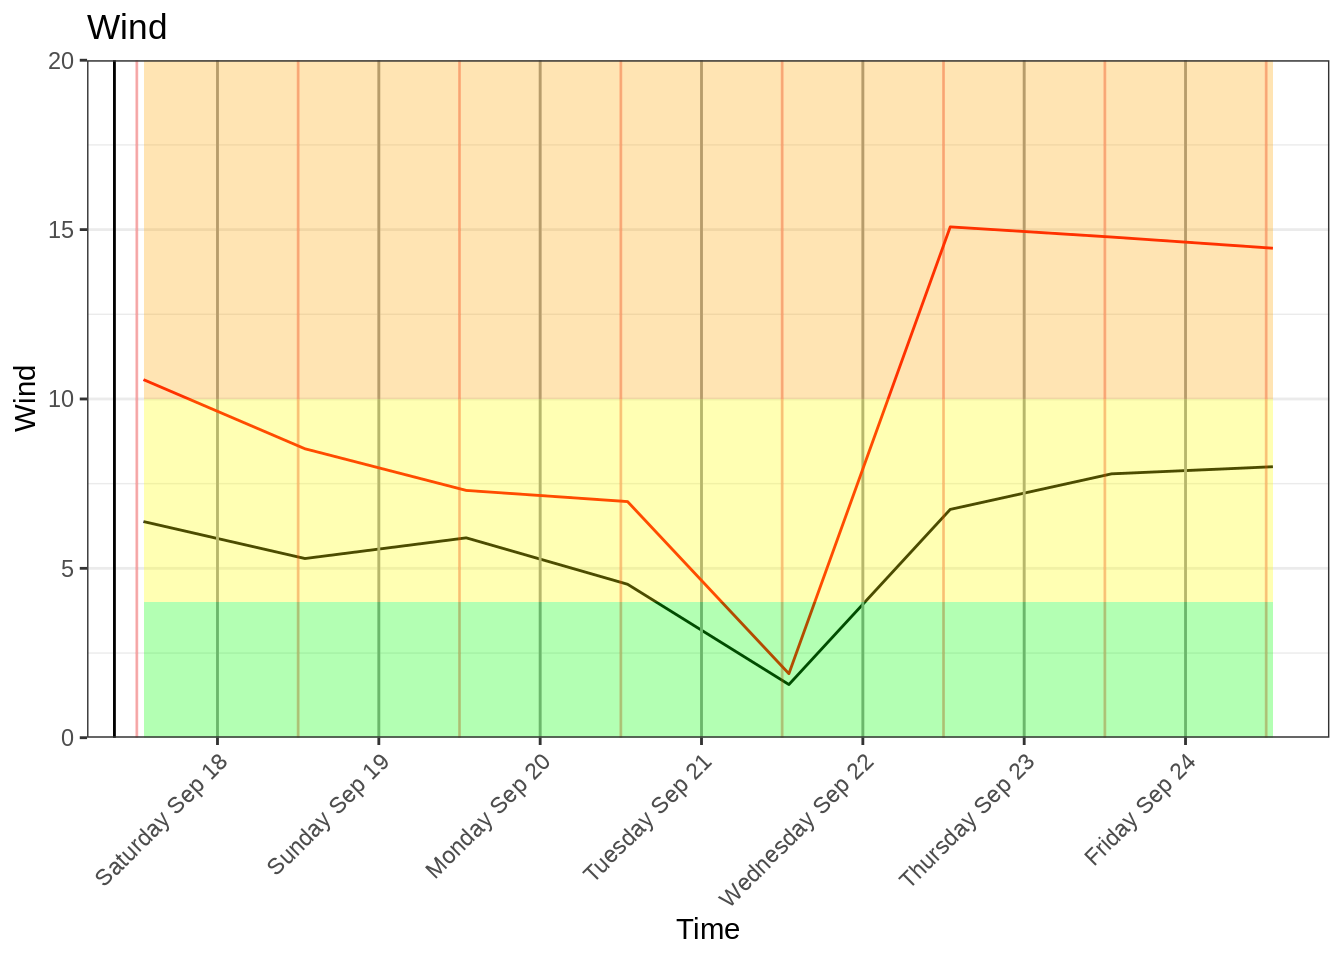 Wind
20
15
10
5
0
Wind
Saturday Sep 18
Sunday Sep 19
Monday Sep 20
Tuesday Sep 21
Wednesday Sep 22
Thursday Sep 23
Friday Sep 24
Time